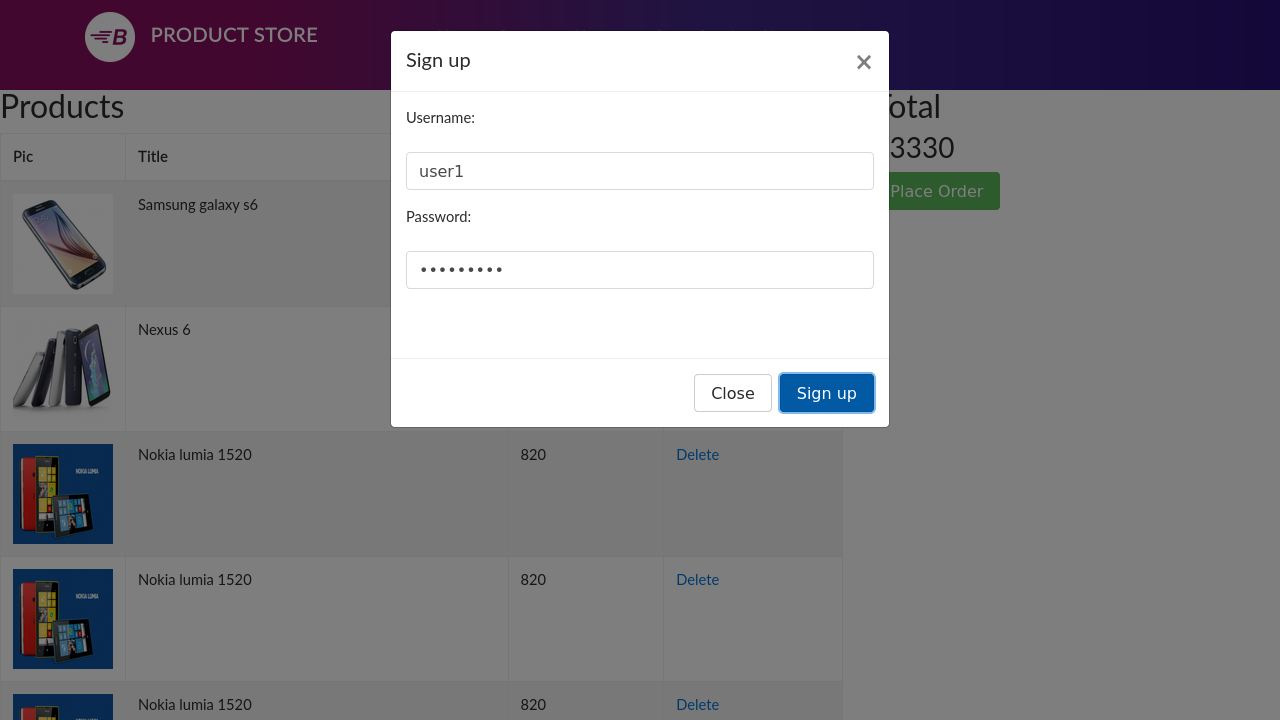 PRODUCT STORE
Sign up
×
Username:
user1
Password:
•••••••••
Close
Sign up
Products
Total
3330
Place Order
Pic
Title
Samsung galaxy s6
Nexus 6
Nokia lumia 1520
820
Delete
Nokia lumia 1520
820
Delete
Nokia lumia 1520
820
Delete